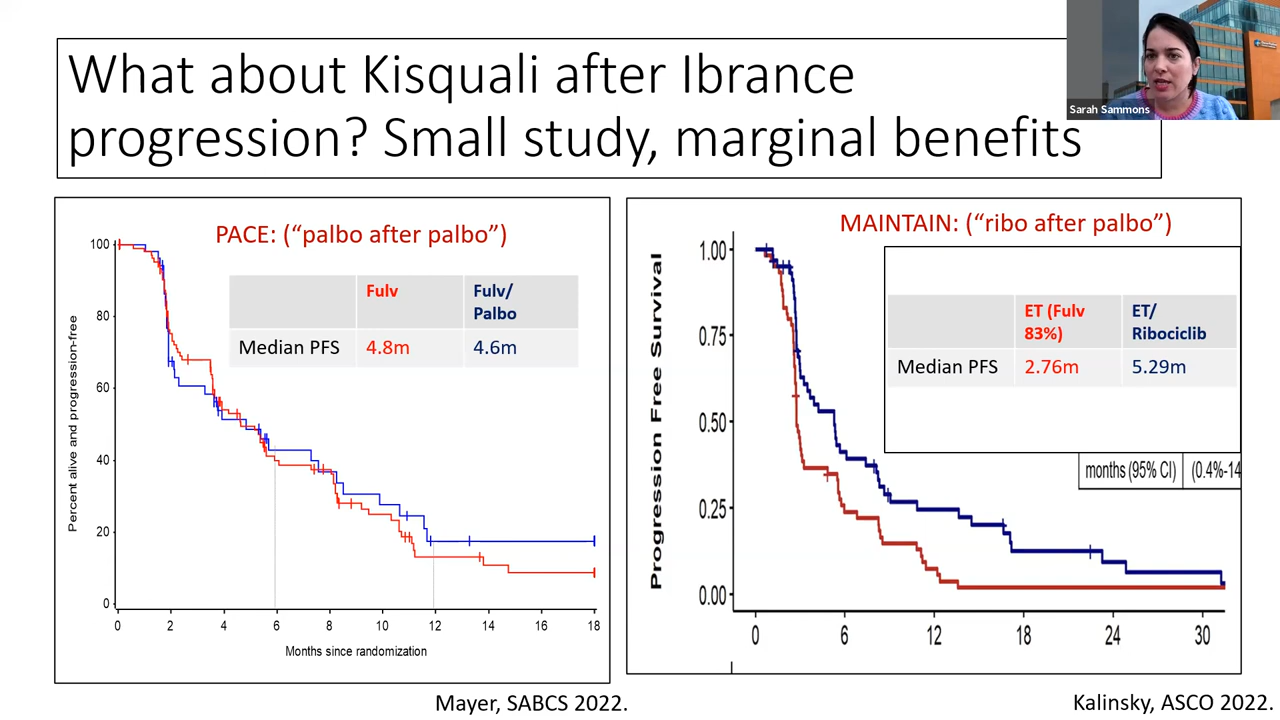 What about Kisquali after Ibrance
progression? Small study, marginal benefits
Sarah Sammons
PACE: (“palbo after palbo”)
Fulv
Fulv/
Palbo
Median PFS
4.8m
4.6m
Percent alive and progression-free
100
80
60
40
20
0
0 2 4 6 8 10 12 14 16 18
Months since randomization
Mayer, SABCS 2022.
MAINTAIN: (“ribo after palbo”)
ET (Fulv
83%)
ET/
Ribociclib
Median PFS
2.76m
5.29m
months (95% CI)
(0.4%-14
Progression Free Survival
1.00
0.75
0.50
0.25
0.00
0 6 12 18 24 30
Kalinsky, ASCO 2022.